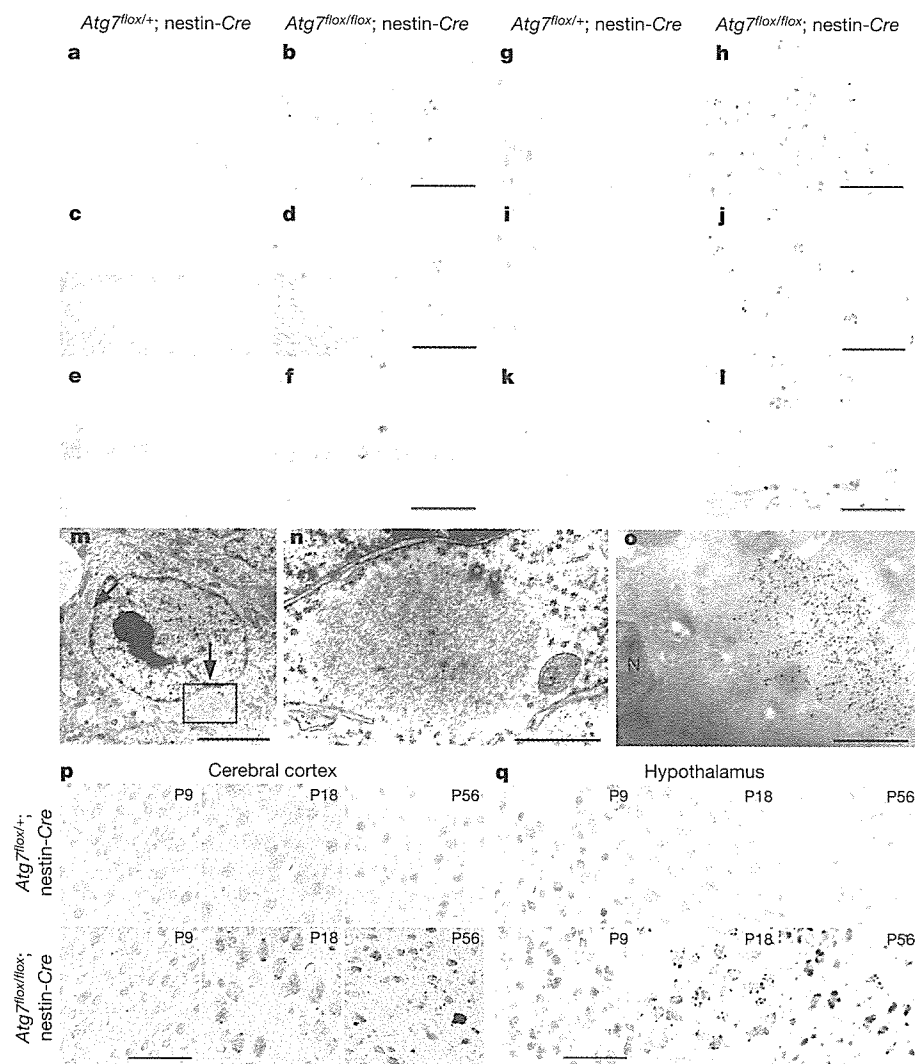 Atg7flox/+; nestin-Cre Atg7flox/flox; nestin-Cre Atg7flox/+; nestin-Cre Atg7flox/flox; nestin-Cre
a b g h
c d i j
e f k l
m n o
N
p Cerebral cortex q Hypothalamus
Atg7flox/+;
nestin-Cre
P9 P18 P56 P9 P18 P56
Atg7flox/flox;
nestin-Cre
P9 P18 P56 P9 P18 P56